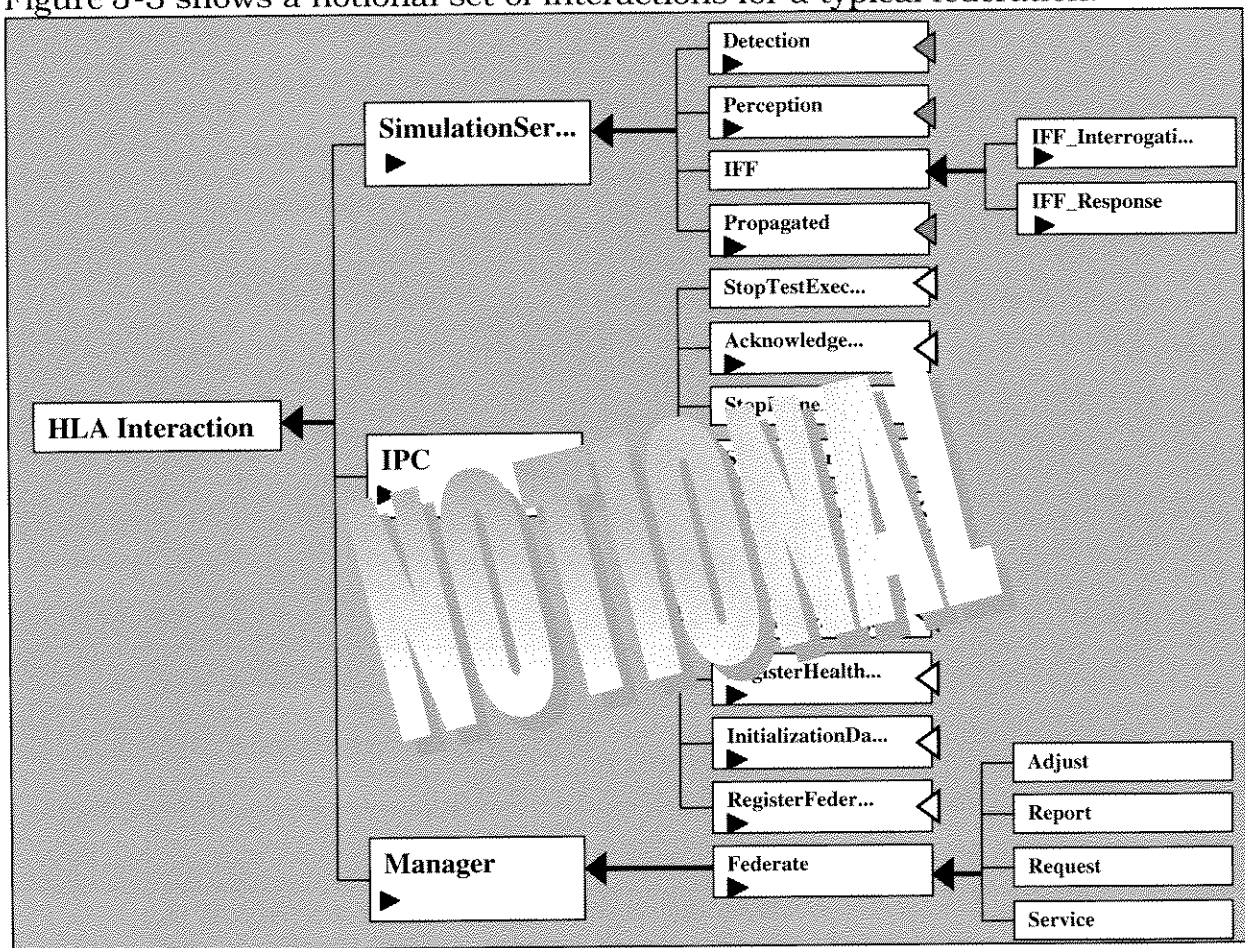 Figure 3-3 shows a notional set of interactions for a typical federation.
Detection
Perception
IFF
Propagated
SimulationSer...
IFF_Interrogati...
IFF_Response
StopTestExec...
Acknowledge...
HLA Interaction
IPC
NOTIONAL
InitializationDa...
RegisterFeder...
Manager
Federate
Adjust
Report
Request
Service